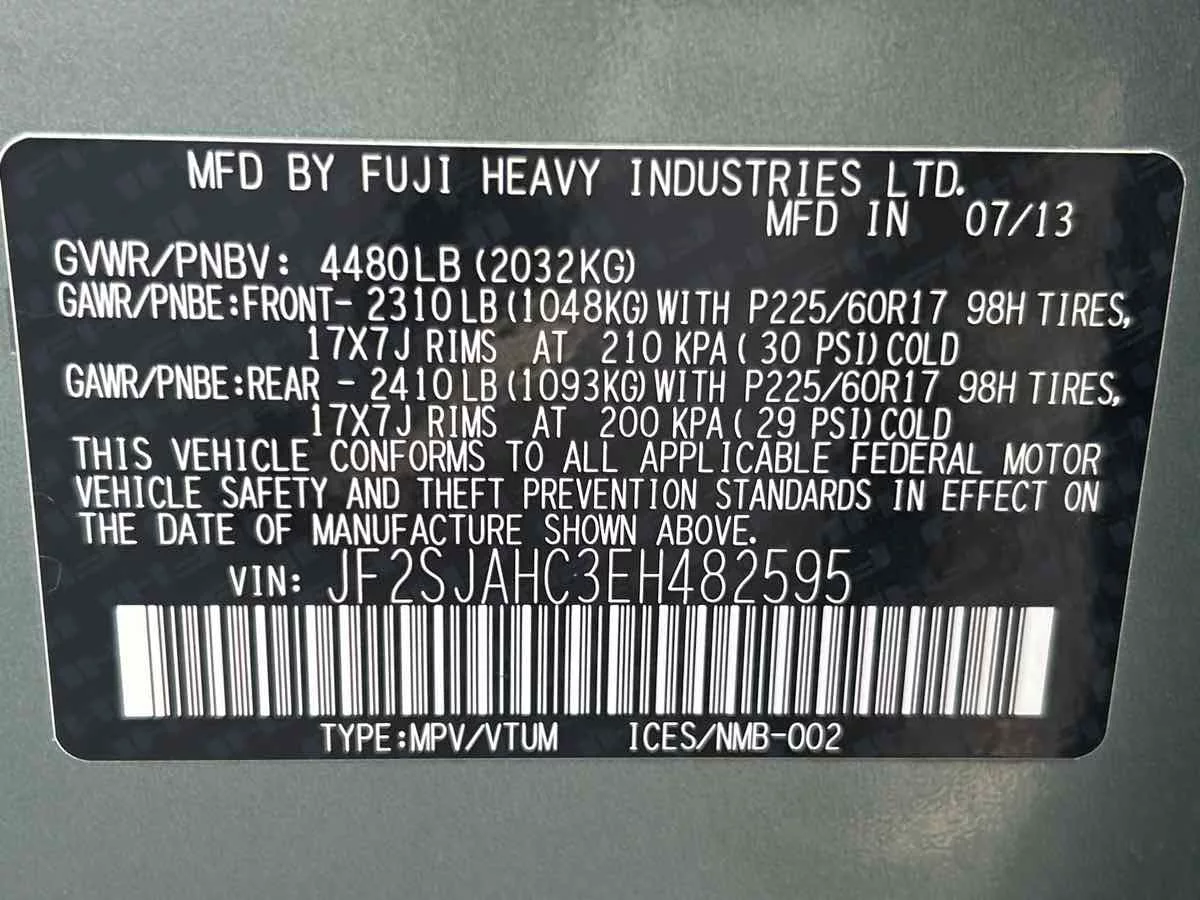 MFD BY FUJI HEAVY INDUSTRIES LTD.
MFD IN 07/13
GVWR/PNBV: 4480LB (2032KG)
GAWR/PNBE:FRONT- 2310LB (1048KG) WITH P225/60R17 98H TIRES,
17X7J RIMS AT 210 KPA( 30 PSI) COLD
GAWR/PNBE:REAR - 2410LB (1093KG) WITH P225/60R17 98H TIRES,
17X7J RIMS AT 200 KPA( 29 PSI) COLD
THIS VEHICLE CONFORMS TO ALL APPLICABLE FEDERAL MOTOR
VEHICLE SAFETY AND THEFT PREVENTION STANDARDS IN EFFECT ON
THE DATE OF MANUFACTURE SHOWN ABOVE.
VIN: JF2SJAHC3EH482595
TYPE:MPV/VTUM ICES/NMB-002